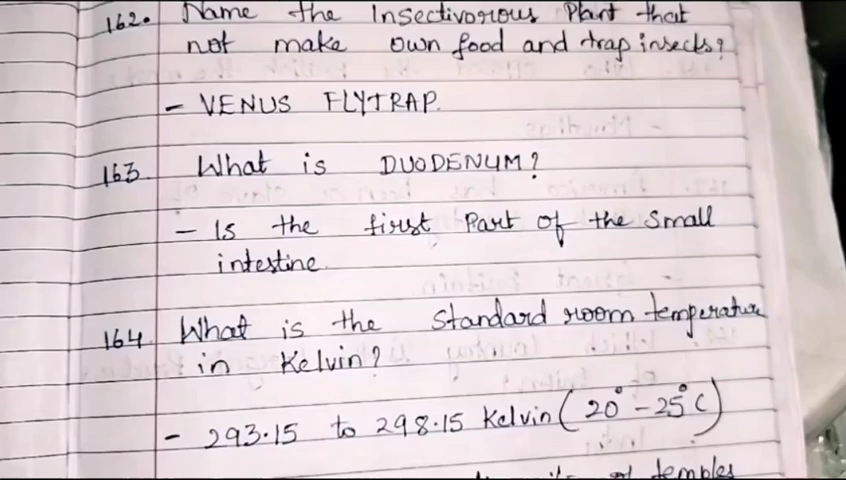 162. Name the Insectivorous Plant that
not make own food and trap insects?
- VENUS FLYTRAP.
163. What is DUODENUM?
- Is the first Part of the Small
intestine.
164. What is the Standard room temperature
in Kelvin?
- 293.15 to 298.15 Kelvin (20° - 25°C)
of temples